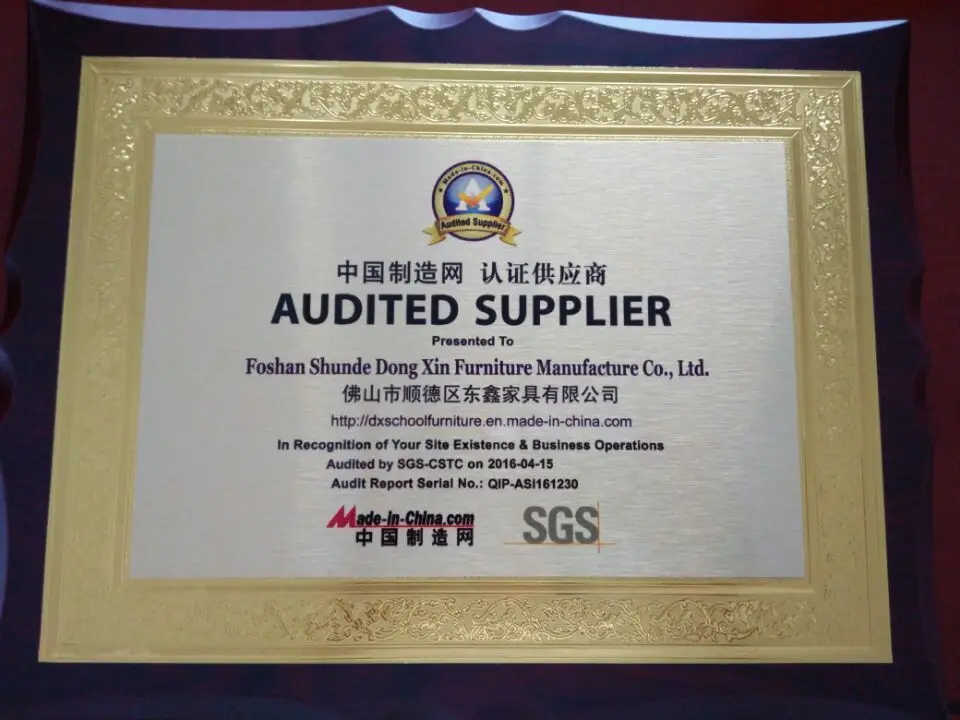 Made-in-China.com
Audited Supplier
中国制造网 认证供应商
AUDITED SUPPLIER
Presented To
Foshan Shunde Dong Xin Furniture Manufacture Co., Ltd.
佛山市顺德区东鑫家具有限公司
http://dxschoolfurniture.en.made-in-china.com
In Recognition of Your Site Existence & Business Operations
Audited by SGS-CSTC on 2016-04-15
Audit Report Serial No.: QIP-ASI161230
Made-in-China.com
中国制造网
SGS